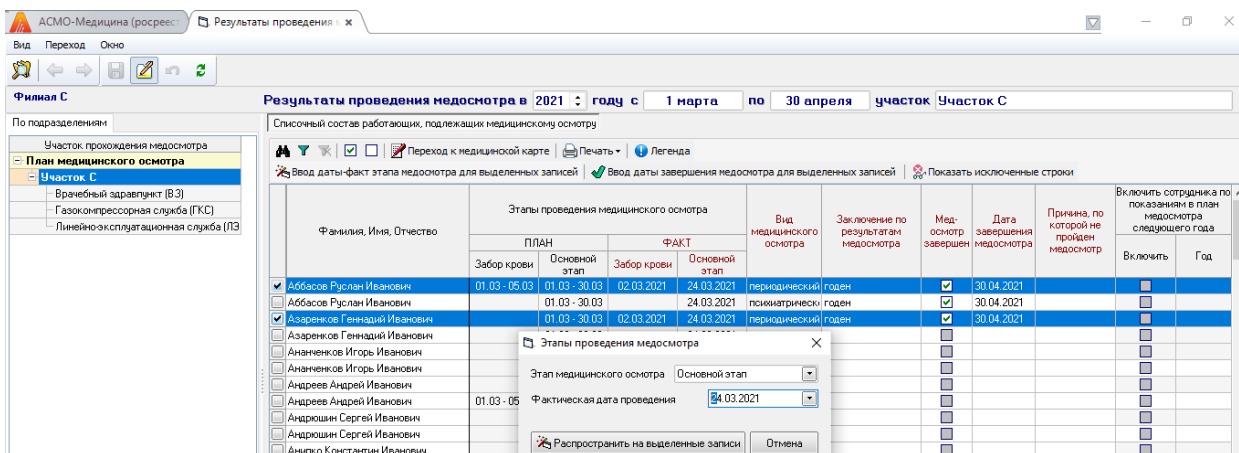 АСМО-Медицина (росреест
Результаты проведения м
Вид Переход Окно
Филиал С
Результаты проведения медосмотра в 2021 году с 1 марта по 30 апреля участок Участок С
По подразделениям
Списочный состав работающих, подлежащих медицинскому осмотру
Участок прохождения медосмотра
План медицинского осмотра
Участок С
Врачебный здравпункт (ВЗ)
Газокомпрессорная служба (ГКС)
Линейно-эксплуатационная служба (ЛЭ
Переход к медицинской карте Печать Легенда
Ввод даты-факт этапа медосмотра для выделенных записей Ввод даты завершения медосмотра для выделенных записей Показать исключенные строки
Фамилия, Имя, Отчество
Этапы проведения медицинского осмотра
ПЛАН ФАКТ
Забор крови Основной этап Забор крови Основной этап
Вид медицинского осмотра
Заключение по результатам медосмотра
Мед-осмотр завершен
Дата завершения медосмотра
Причина, по которой не пройден медосмотр
Включить сотрудника по показаниям в план медосмотра следующего года
Включить Год
Аббасов Руслан Иванович 01.03 - 05.03 01.03 - 30.03 02.03.2021 24.03.2021 периодический годен 30.04.2021
Аббасов Руслан Иванович 01.03 - 30.03 24.03.2021 психиатрическ годен 30.04.2021
Азаренков Геннадий Иванович 01.03 - 30.03 02.03.2021 24.03.2021 периодический годен 30.04.2021
Азаренков Геннадий Иванович
Ананченков Игорь Иванович
Ананченков Игорь Иванович
Андреев Андрей Иванович
Андреев Андрей Иванович 01.03 - 05
Андрюшин Сергей Иванович
Андрюшин Сергей Иванович
Анипко Константин Иванович
Этапы проведения медосмотра
Этап медицинского осмотра Основной этап
Фактическая дата проведения 24.03.2021
Распространить на выделенные записи Отмена